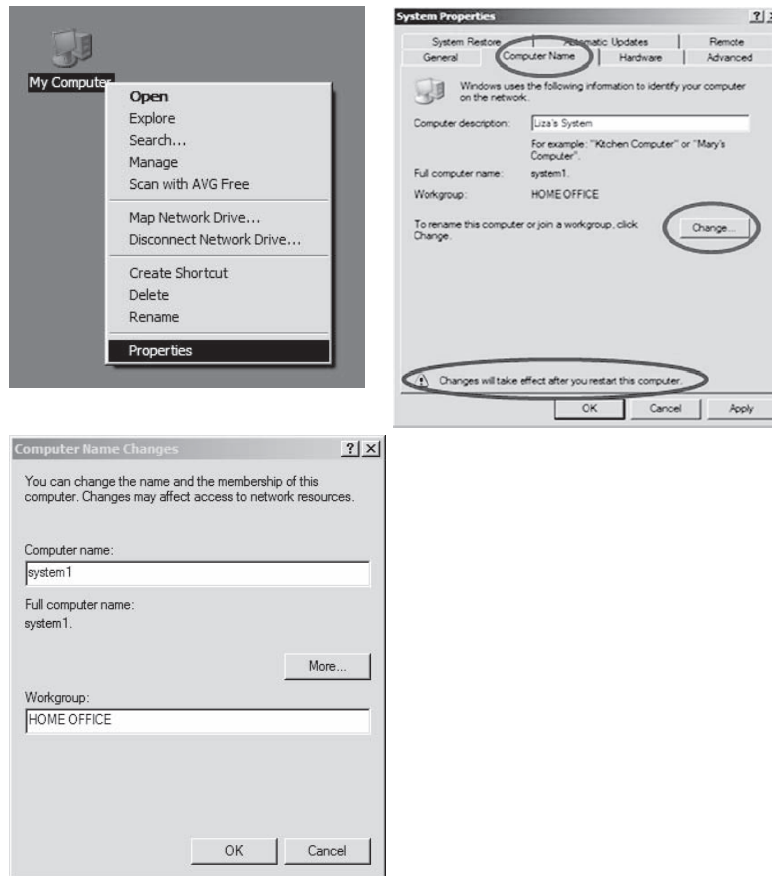 My Computer
Open
Explore
Search...
Manage
Scan with AVG Free
Map Network Drive...
Disconnect Network Drive...
Create Shortcut
Delete
Rename
Properties
System Properties
System Restore Automatic Updates Remote
General Computer Name Hardware Advanced
Windows uses the following information to identify your computer
on the network.
Computer description: Liza's System
For example: "Kitchen Computer" or "Mary's
Computer".
Full computer name: system1.
Workgroup: HOME OFFICE
To rename this computer or join a workgroup, click
Change.
Change...
Changes will take effect after you restart this computer.
OK Cancel Apply
Computer Name Changes
You can change the name and the membership of this
computer. Changes may affect access to network resources.
Computer name:
system1
Full computer name:
system1.
More...
Workgroup:
HOME OFFICE
OK Cancel